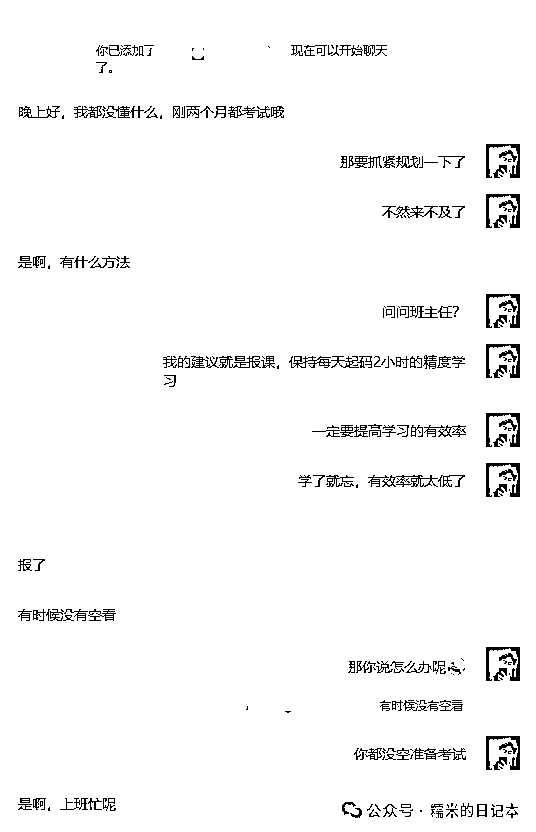 你已添加了 现在可以开始聊天
了。
晚上好，我都没懂什么，刚两个月都考试哦
那要抓紧规划一下了
不然来不及了
是啊，有什么方法
问问班主任？
我的建议就是报课，保持每天起码2小时的精度学
习
一定要提高学习的有效率
学了就忘，有效率就太低了
报了
有时候没有空看
那你说怎么办呢
有时候没有空看
你都没空准备考试
是啊，上班忙呢
公众号·糯米的日记本